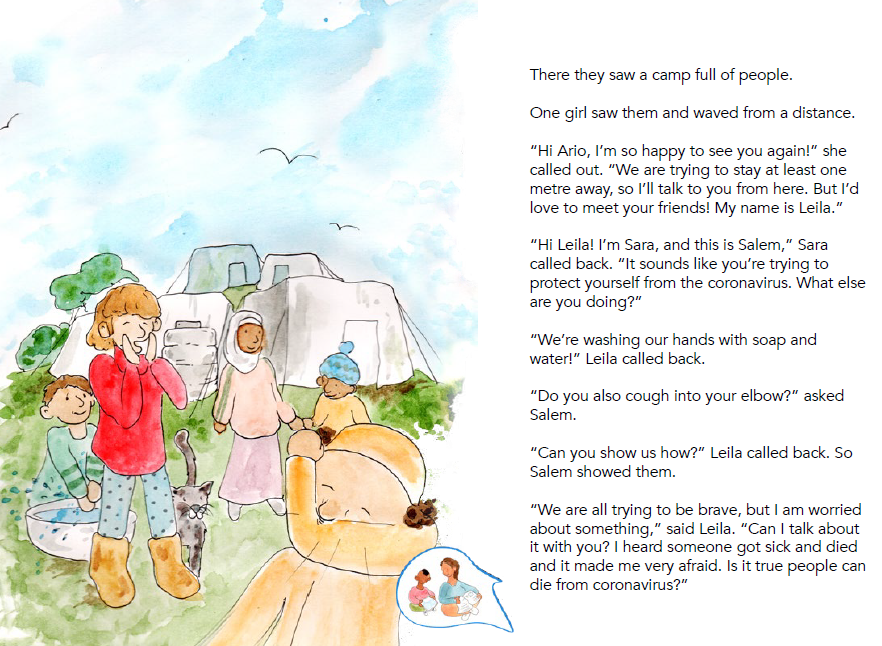 There they saw a camp full of people.
One girl saw them and waved from a distance.
“Hi Ario, I’m so happy to see you again!” she
called out. “We are trying to stay at least one
metre away, so I’ll talk to you from here. But I’d
love to meet your friends! My name is Leila.”
“Hi Leila! I’m Sara, and this is Salem,” Sara
called back. “It sounds like you’re trying to
protect yourself from the coronavirus. What else
are you doing?”
“We’re washing our hands with soap and
water!” Leila called back.
“Do you also cough into your elbow?” asked
Salem.
“Can you show us how?” Leila called back. So
Salem showed them.
“We are all trying to be brave, but I am worried
about something,” said Leila. “Can I talk about
it with you? I heard someone got sick and died
and it made me very afraid. Is it true people can
die from coronavirus?”